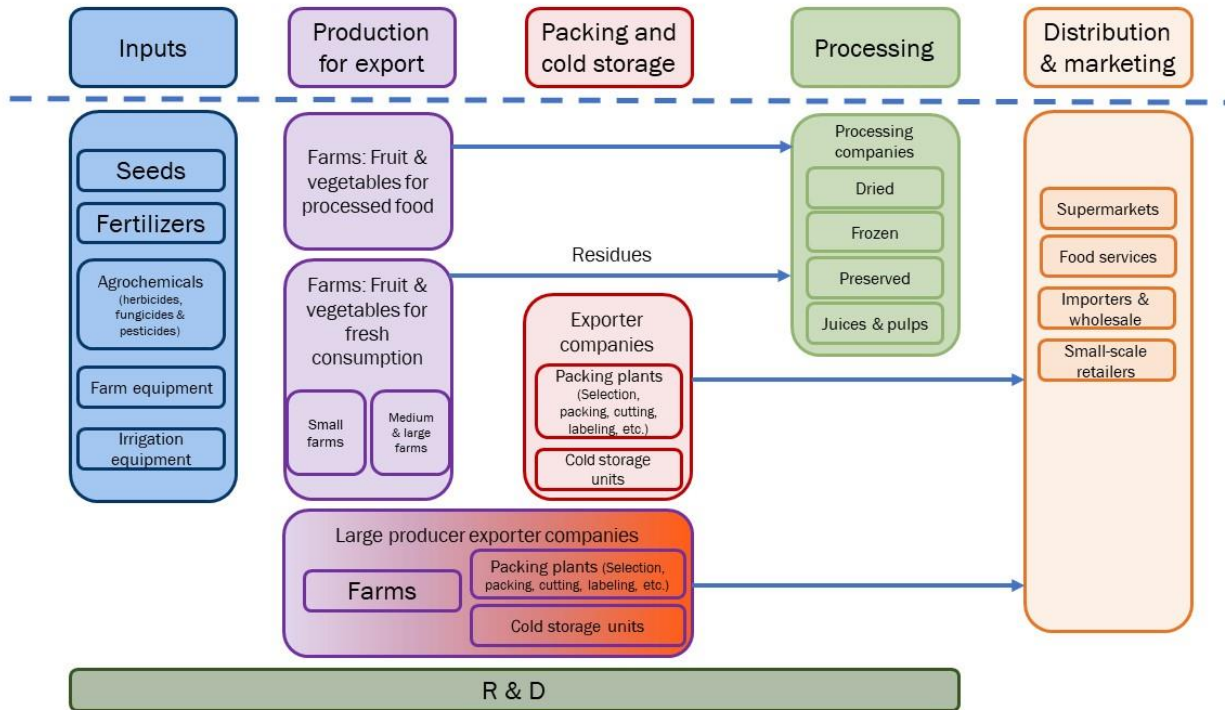 Inputs
Production
for export
Packing and
cold storage
Processing
Distribution
& marketing
Seeds
Fertilizers
Agrochemicals
(herbicides,
fungicides &
pesticides)
Farm equipment
Irrigation
equipment
Farms: Fruit &
vegetables for
processed food
Farms: Fruit &
vegetables for
fresh
consumption
Small
farms
Medium
& large
farms
Residues
Exporter
companies
Packing plants
(Selection,
packing, cutting,
labeling, etc.)
Cold storage
units
Processing
companies
Dried
Frozen
Preserved
Juices & pulps
Supermarkets
Food services
Importers &
wholesale
Small-scale
retailers
Large producer exporter companies
Farms
Packing plants (Selection,
packing, cutting, labeling, etc.)
Cold storage units
R & D